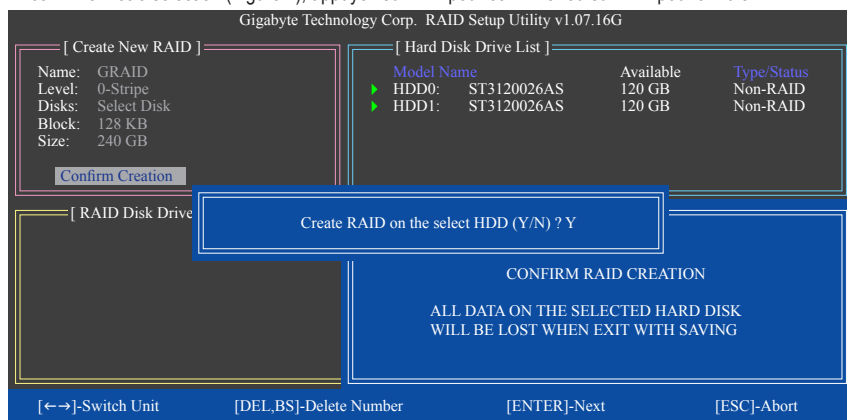 Gigabyte Technology Corp. RAID Setup Utility v1.07.16G
[ Create New RAID ]
Name: GRAID
Level: 0-Stripe
Disks: Select Disk
Block: 128 KB
Size: 240 GB
Confirm Creation
[ Hard Disk Drive List ]
Model Name Available Type/Status
HDD0: ST3120026AS 120 GB Non-RAID
HDD1: ST3120026AS 120 GB Non-RAID
[ RAID Disk Drive
Create RAID on the select HDD (Y/N) ? Y
CONFIRM RAID CREATION
ALL DATA ON THE SELECTED HARD DISK
WILL BE LOST WHEN EXIT WITH SAVING
[←→]-Switch Unit [DEL,BS]-Delete Number [ENTER]-Next [ESC]-Abort